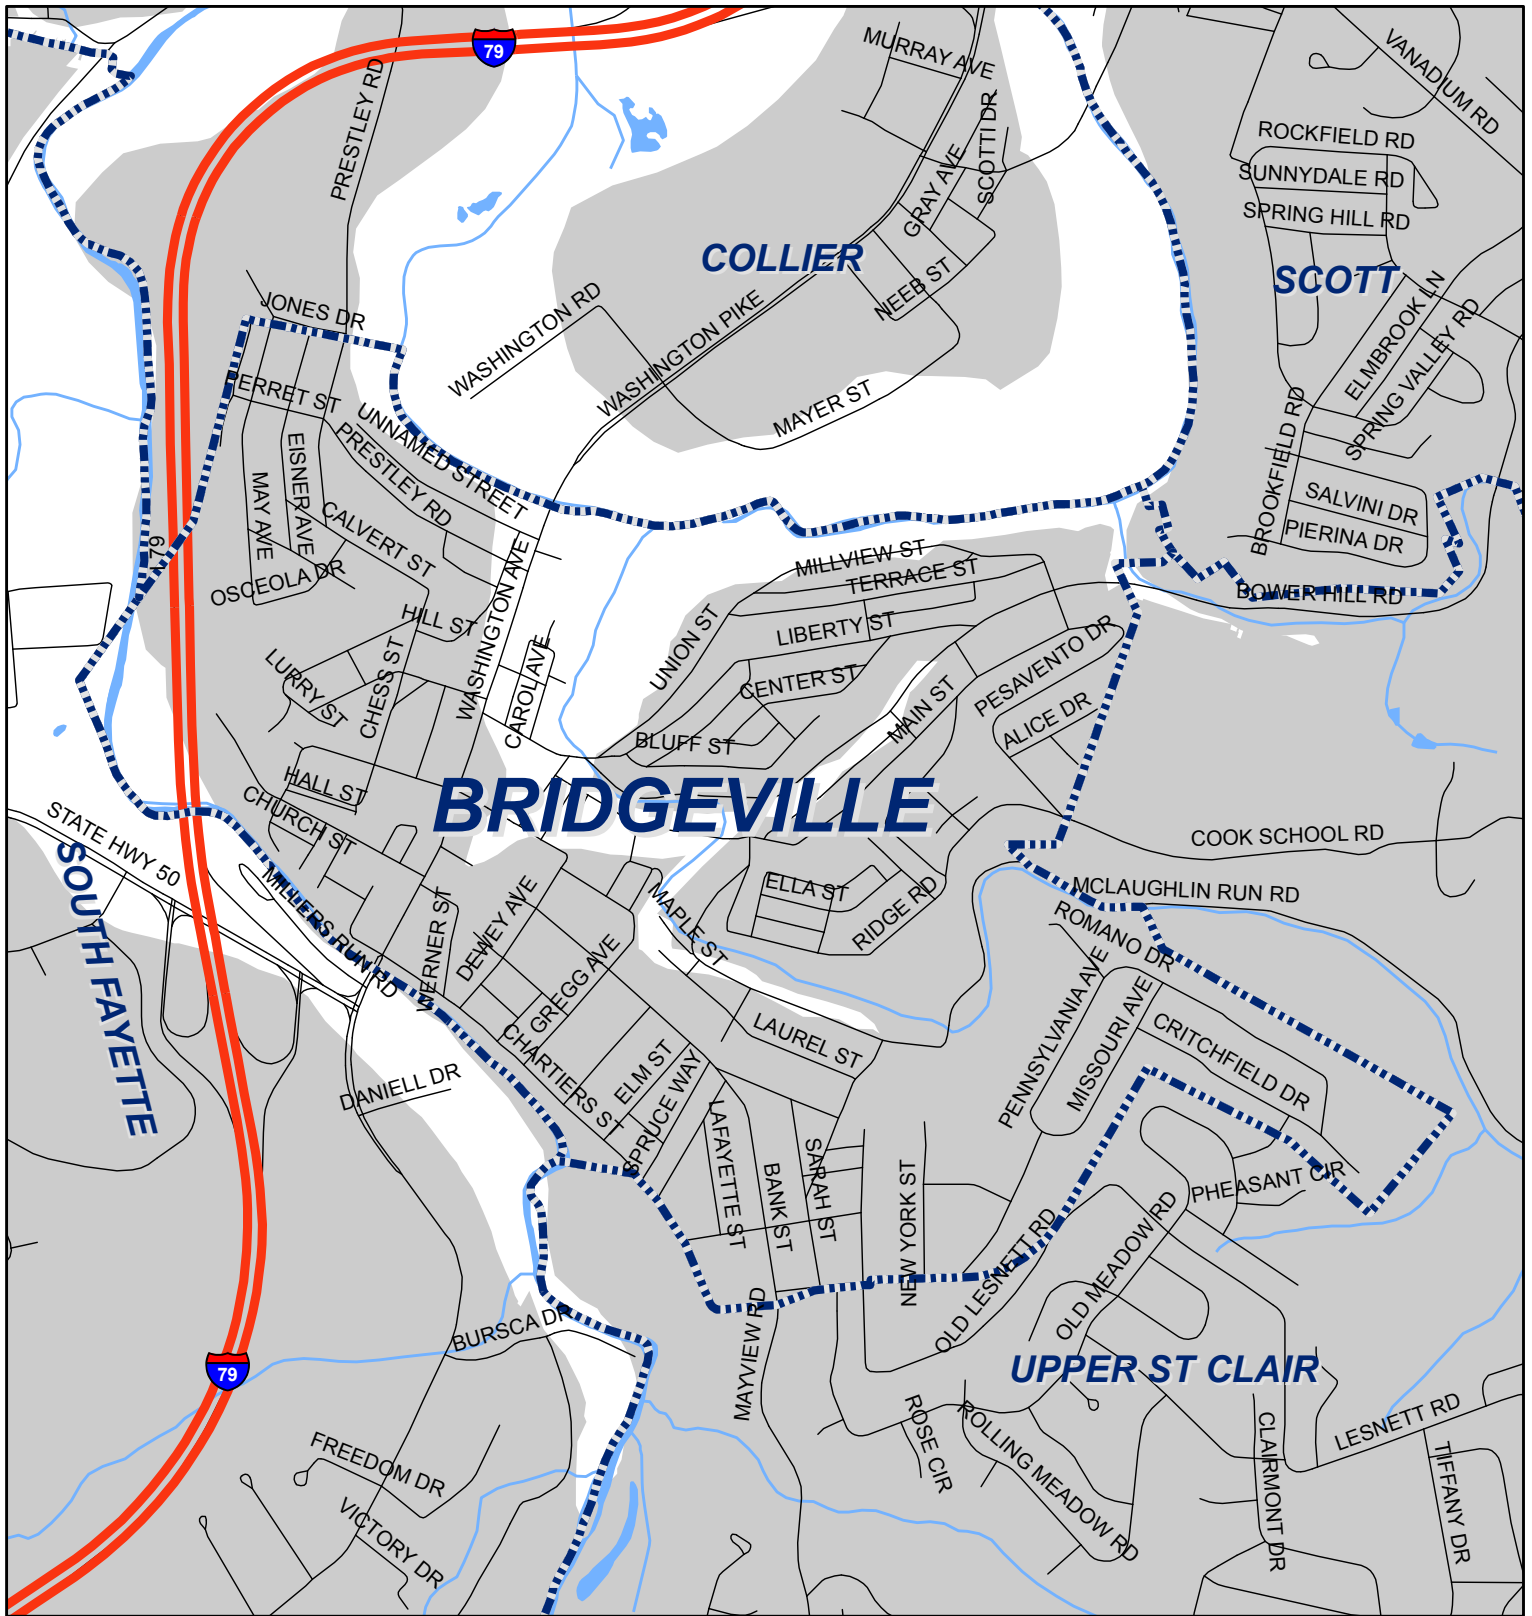 79
MURRAY AVE
VANADIUM RD
PRESTLEY RD
SCOTTI DR
ROCKFIELD RD
GRAY AVE
SUNNYDALE RD
SPRING HILL RD
COLLIER
SCOTT
NEEB ST
JONES DR
WASHINGTON RD
WASHINGTON PIKE
ELMBROOK LN
SPRING VALLEY RD
PERRET ST
UNNAMED STREET
MAYER ST
BROOKFIELD RD
PRESTLEY RD
EISNER AVE
MAY AVE
CALVERT ST
SALVINI DR
PIERINA DR
I-79
OSCEOLA DR
WASHINGTON AVE
MILLVIEW ST
TERRACE ST
BOWER HILL RD
HILL ST
LIBERTY ST
UNION ST
PESAVENTO DR
CAROL AVE
LURRY ST
CHESS ST
CENTER ST
MAIN ST
ALICE DR
BLUFF ST
HALL ST
BRIDGEVILLE
CHURCH ST
STATE HWY 50
COOK SCHOOL RD
SOUTH FAYETTE
MILLERS RUN RD
ELLA ST
MCLAUGHLIN RUN RD
WERNER ST
DEWEY AVE
MAPLE ST
RIDGE RD
ROMANO DR
GREGG AVE
PENNSYLVANIA AVE
MISSOURI AVE
CRITCHFIELD DR
LAUREL ST
CHARTIERS ST
ELM ST
SPRUCE WAY
DANIELL DR
LAFAYETTE ST
BANK ST
SARAH ST
NEW YORK ST
PHEASANT CIR
OLD LESNETT RD
OLD MEADOW RD
BURSCA DR
MAYVIEW RD
79
UPPER ST CLAIR
ROSE CIR
ROLLING MEADOW RD
CLAIRMONT DR
LESNETT RD
TIFFANY DR
FREEDOM DR
VICTORY DR